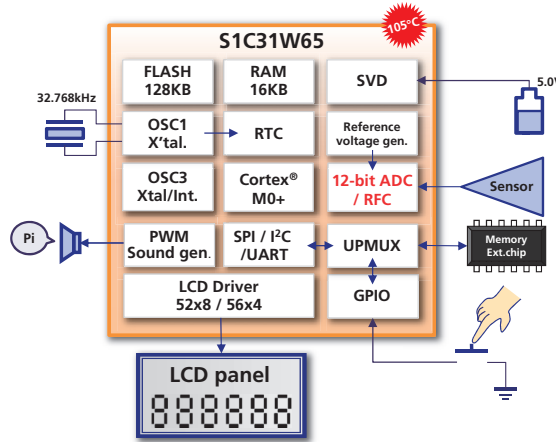 S1C31W65
105°C
FLASH
128KB
RAM
16KB
SVD
5.0V
32.768kHz
OSC1
X'tal.
RTC
Reference
voltage gen.
OSC3
Xtal/Int.
Cortex®
M0+
12-bit ADC
/ RFC
Sensor
Pi
PWM
Sound gen.
SPI / I²C
/UART
UPMUX
Memory
Ext.chip
LCD Driver
52x8 / 56x4
GPIO
LCD panel
888888